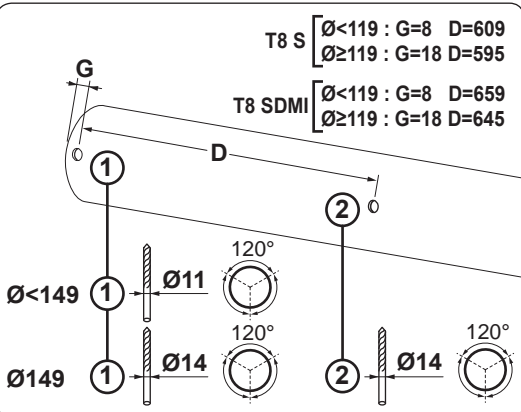 T8 S
Ø<119 : G=8 D=609
Ø≥119 : G=18 D=595
T8 SDMI
Ø<119 : G=8 D=659
Ø≥119 : G=18 D=645
G
D
1
2
120°
Ø<149 1 Ø11
120° 120°
Ø149 1 Ø14 2 Ø14